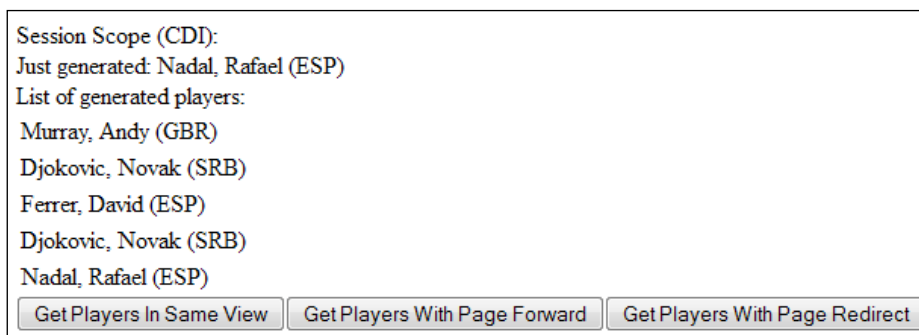 Session Scope (CDI):
Just generated: Nadal, Rafael (ESP)
List of generated players:
Murray, Andy (GBR)
Djokovic, Novak (SRB)
Ferrer, David (ESP)
Djokovic, Novak (SRB)
Nadal, Rafael (ESP)
Get Players In Same View Get Players With Page Forward Get Players With Page Redirect